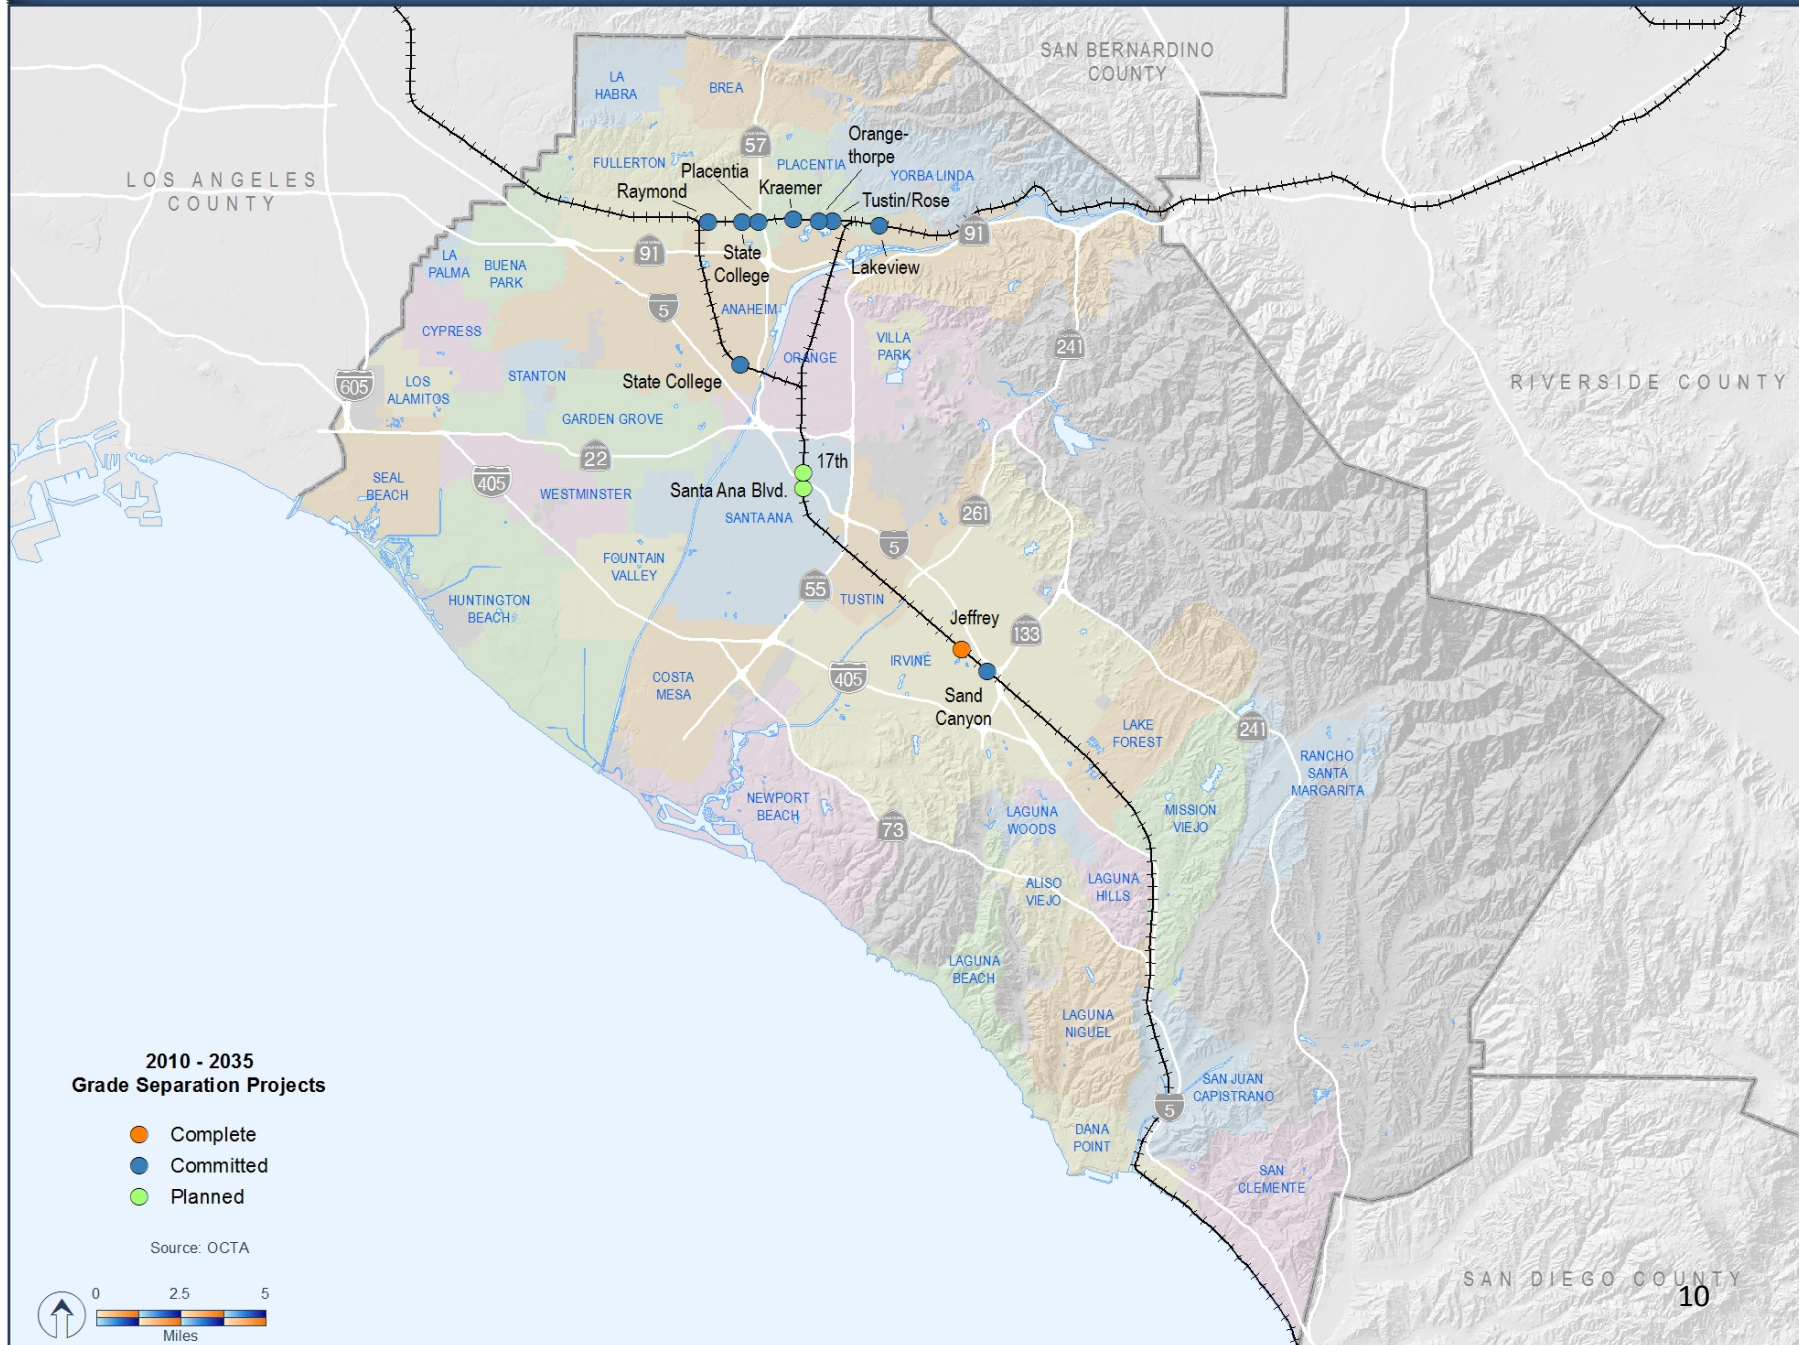 SAN BERNARDINO
COUNTY
LA
HABRA
BREA
57
Orange-
thorpe
FULLERTON
PLACENTIA
Placentia
YORBA LINDA
LOS ANGELES
COUNTY
Raymond
Kraemer
Tustin/Rose
91
91
State
College
Lakeview
LA
PALMA
BUENA
PARK
5
ANAHEIM
CYPRESS
VILLA
PARK
241
ORANGE
605
LOS
ALAMITOS
STANTON
State College
RIVERSIDE COUNTY
GARDEN GROVE
22
17th
SEAL
BEACH
405
WESTMINSTER
Santa Ana Blvd.
SANTA ANA
261
5
FOUNTAIN
VALLEY
55
TUSTIN
HUNTINGTON
BEACH
Jeffrey
133
IRVINE
405
COSTA
MESA
Sand
Canyon
LAKE
FOREST
241
RANCHO
SANTA
MARGARITA
NEWPORT
BEACH
73
LAGUNA
WOODS
MISSION
VIEJO
ALISO
VIEJO
LAGUNA
HILLS
LAGUNA
BEACH
LAGUNA
NIGUEL
SAN JUAN
CAPISTRANO
5
DANA
POINT
SAN
CLEMENTE
2010 - 2035
Grade Separation Projects
Complete
Committed
Planned
Source: OCTA
0 2.5 5
Miles
SAN DIEGO COUNTY
10